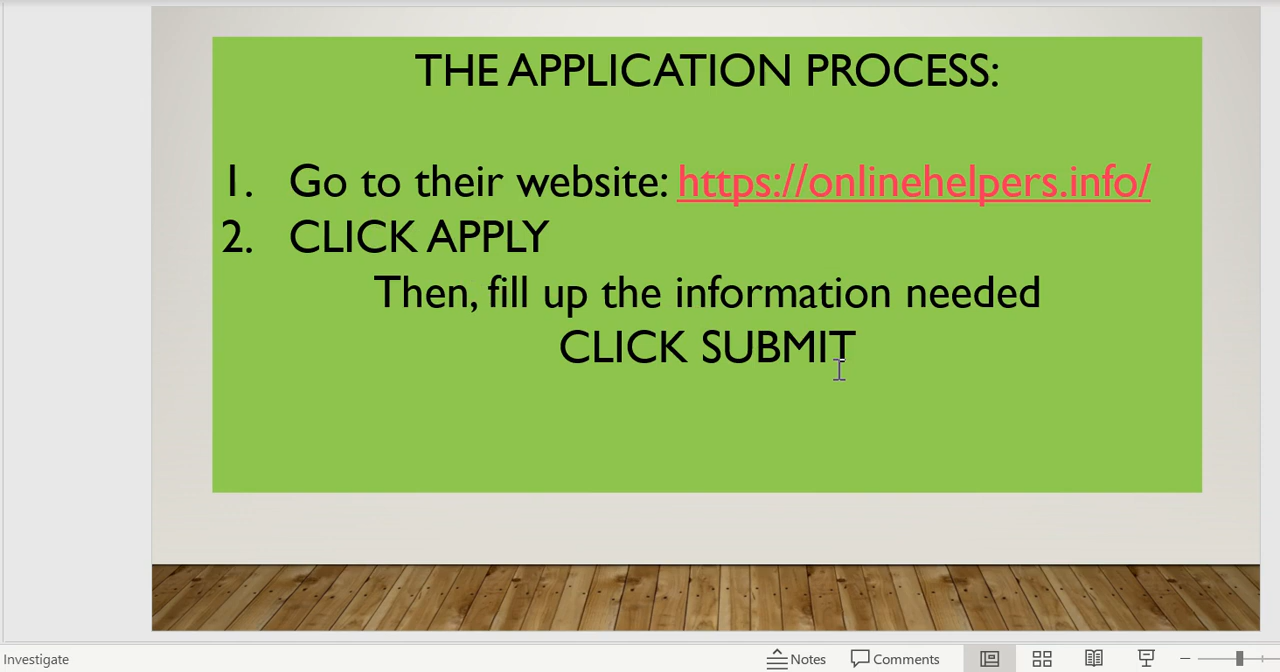 THE APPLICATION PROCESS:
1. Go to their website: https://onlinehelpers.info/
2. CLICK APPLY
Then, fill up the information needed
CLICK SUBMIT
Investigate
Notes
Comments